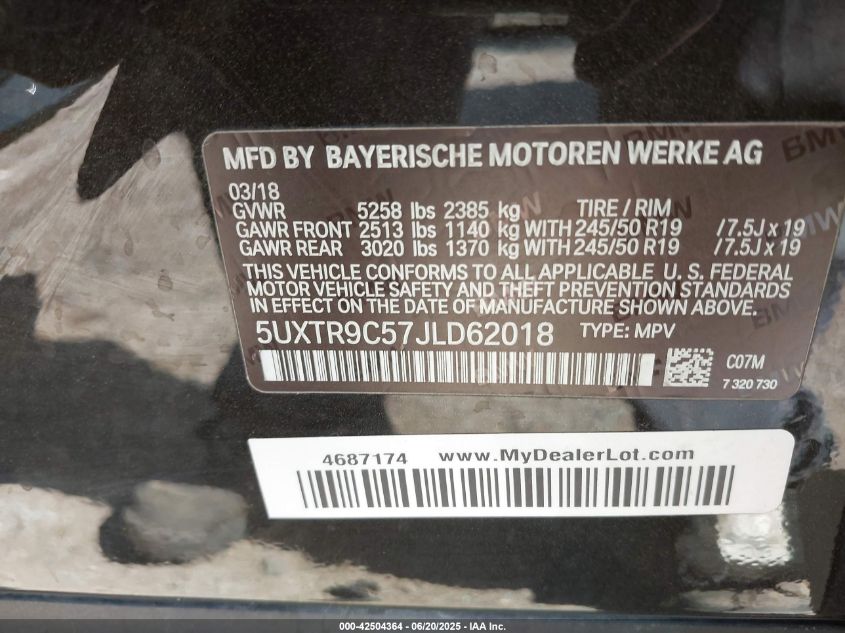 MFD BY BAYERISCHE MOTOREN WERKE AG
03/18
GVWR 5258 lbs 2385 kg TIRE / RIM
GAWR FRONT 2513 lbs 1140 kg WITH 245/50 R19 /7.5J x 19
GAWR REAR 3020 lbs 1370 kg WITH 245/50 R19 /7.5J x 19
THIS VEHICLE CONFORMS TO ALL APPLICABLE U. S. FEDERAL
MOTOR VEHICLE SAFETY AND THEFT PREVENTION STANDARDS
IN EFFECT ON THE DATE OF MANUFACTURE SHOWN ABOVE.
5UXTR9C57JLD62018 TYPE: MPV
C07M
7 320 730
4687174 www.MyDealerLot.com
000-42504364 - 06/20/2025 - IAA Inc.